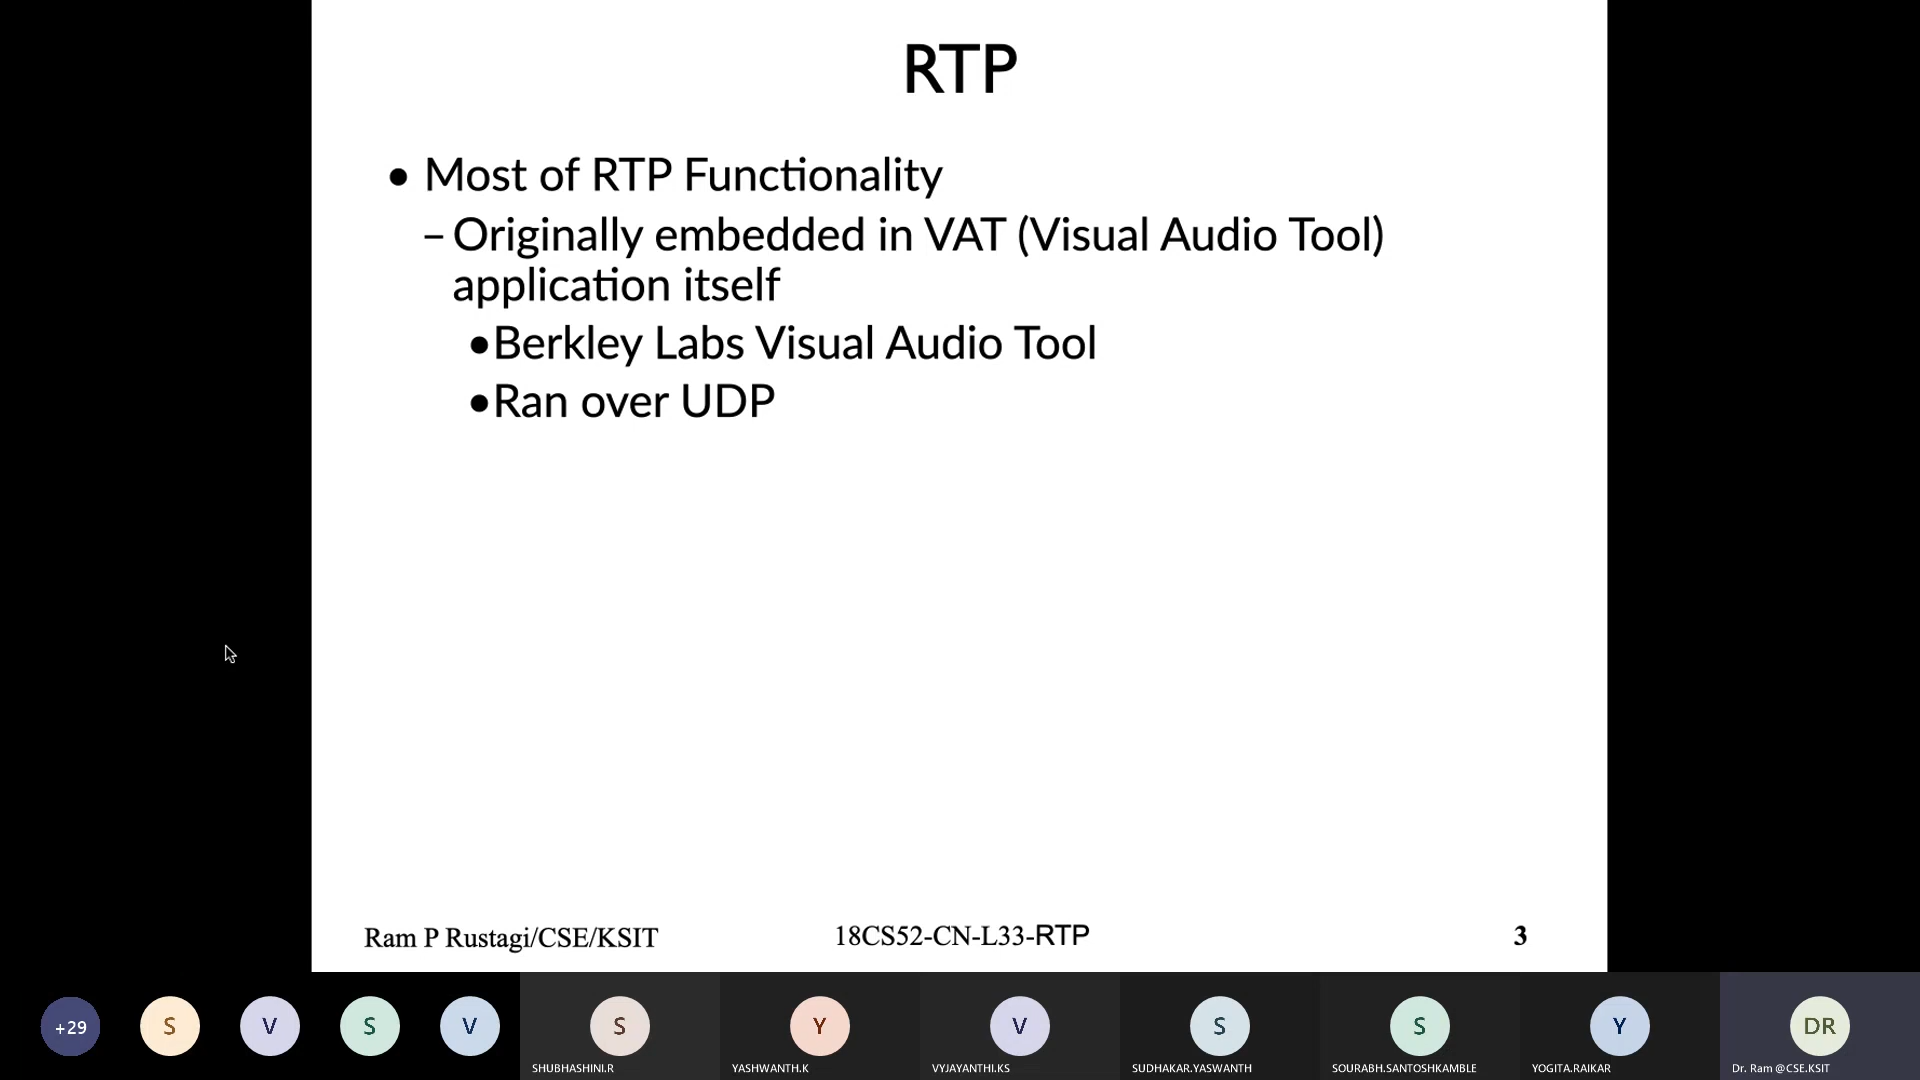 RTP
• Most of RTP Functionality
– Originally embedded in VAT (Visual Audio Tool)
application itself
•Berkley Labs Visual Audio Tool
•Ran over UDP
Ram P Rustagi/CSE/KSIT
18CS52-CN-L33-RTP
3
+29
S
V
S
V
S
Y
V
S
S
Y
DR
SHUBHASHINI.R
YASHWANTH.K
VYJAYANTHI.KS
SUDHAKAR.YASWANTH
SOURABH.SANTOSHKAMBLE
YOGITA.RAIKAR
Dr. Ram @CSE.KSIT